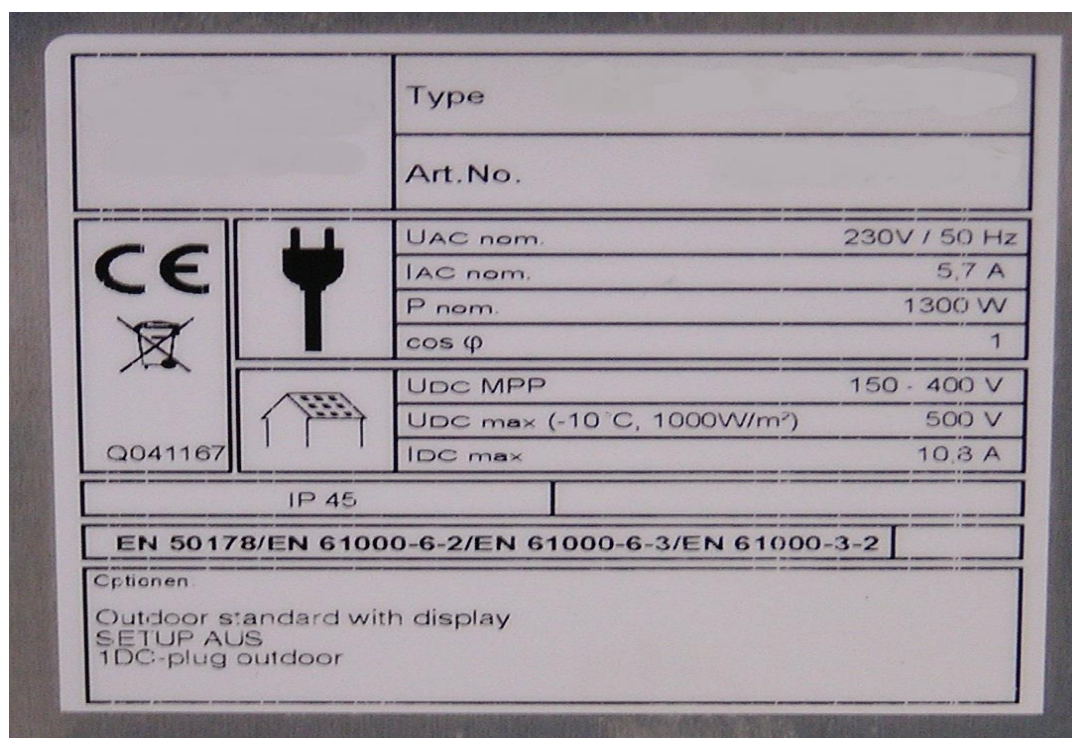 Type
Art.No.
CE
UAC nom. 230V / 50 Hz
IAC nom. 5,7 A
P nom. 1300 W
cos φ 1
UDC MPP 150 - 400 V
UDC max (-10°C, 1000W/m²) 500 V
IDC max 10,8 A
Q041167
IP 45
EN 50178/EN 61000-6-2/EN 61000-6-3/EN 61000-3-2
Optionen
Outdoor standard with display
SETUP AUS
1DC-plug outdoor